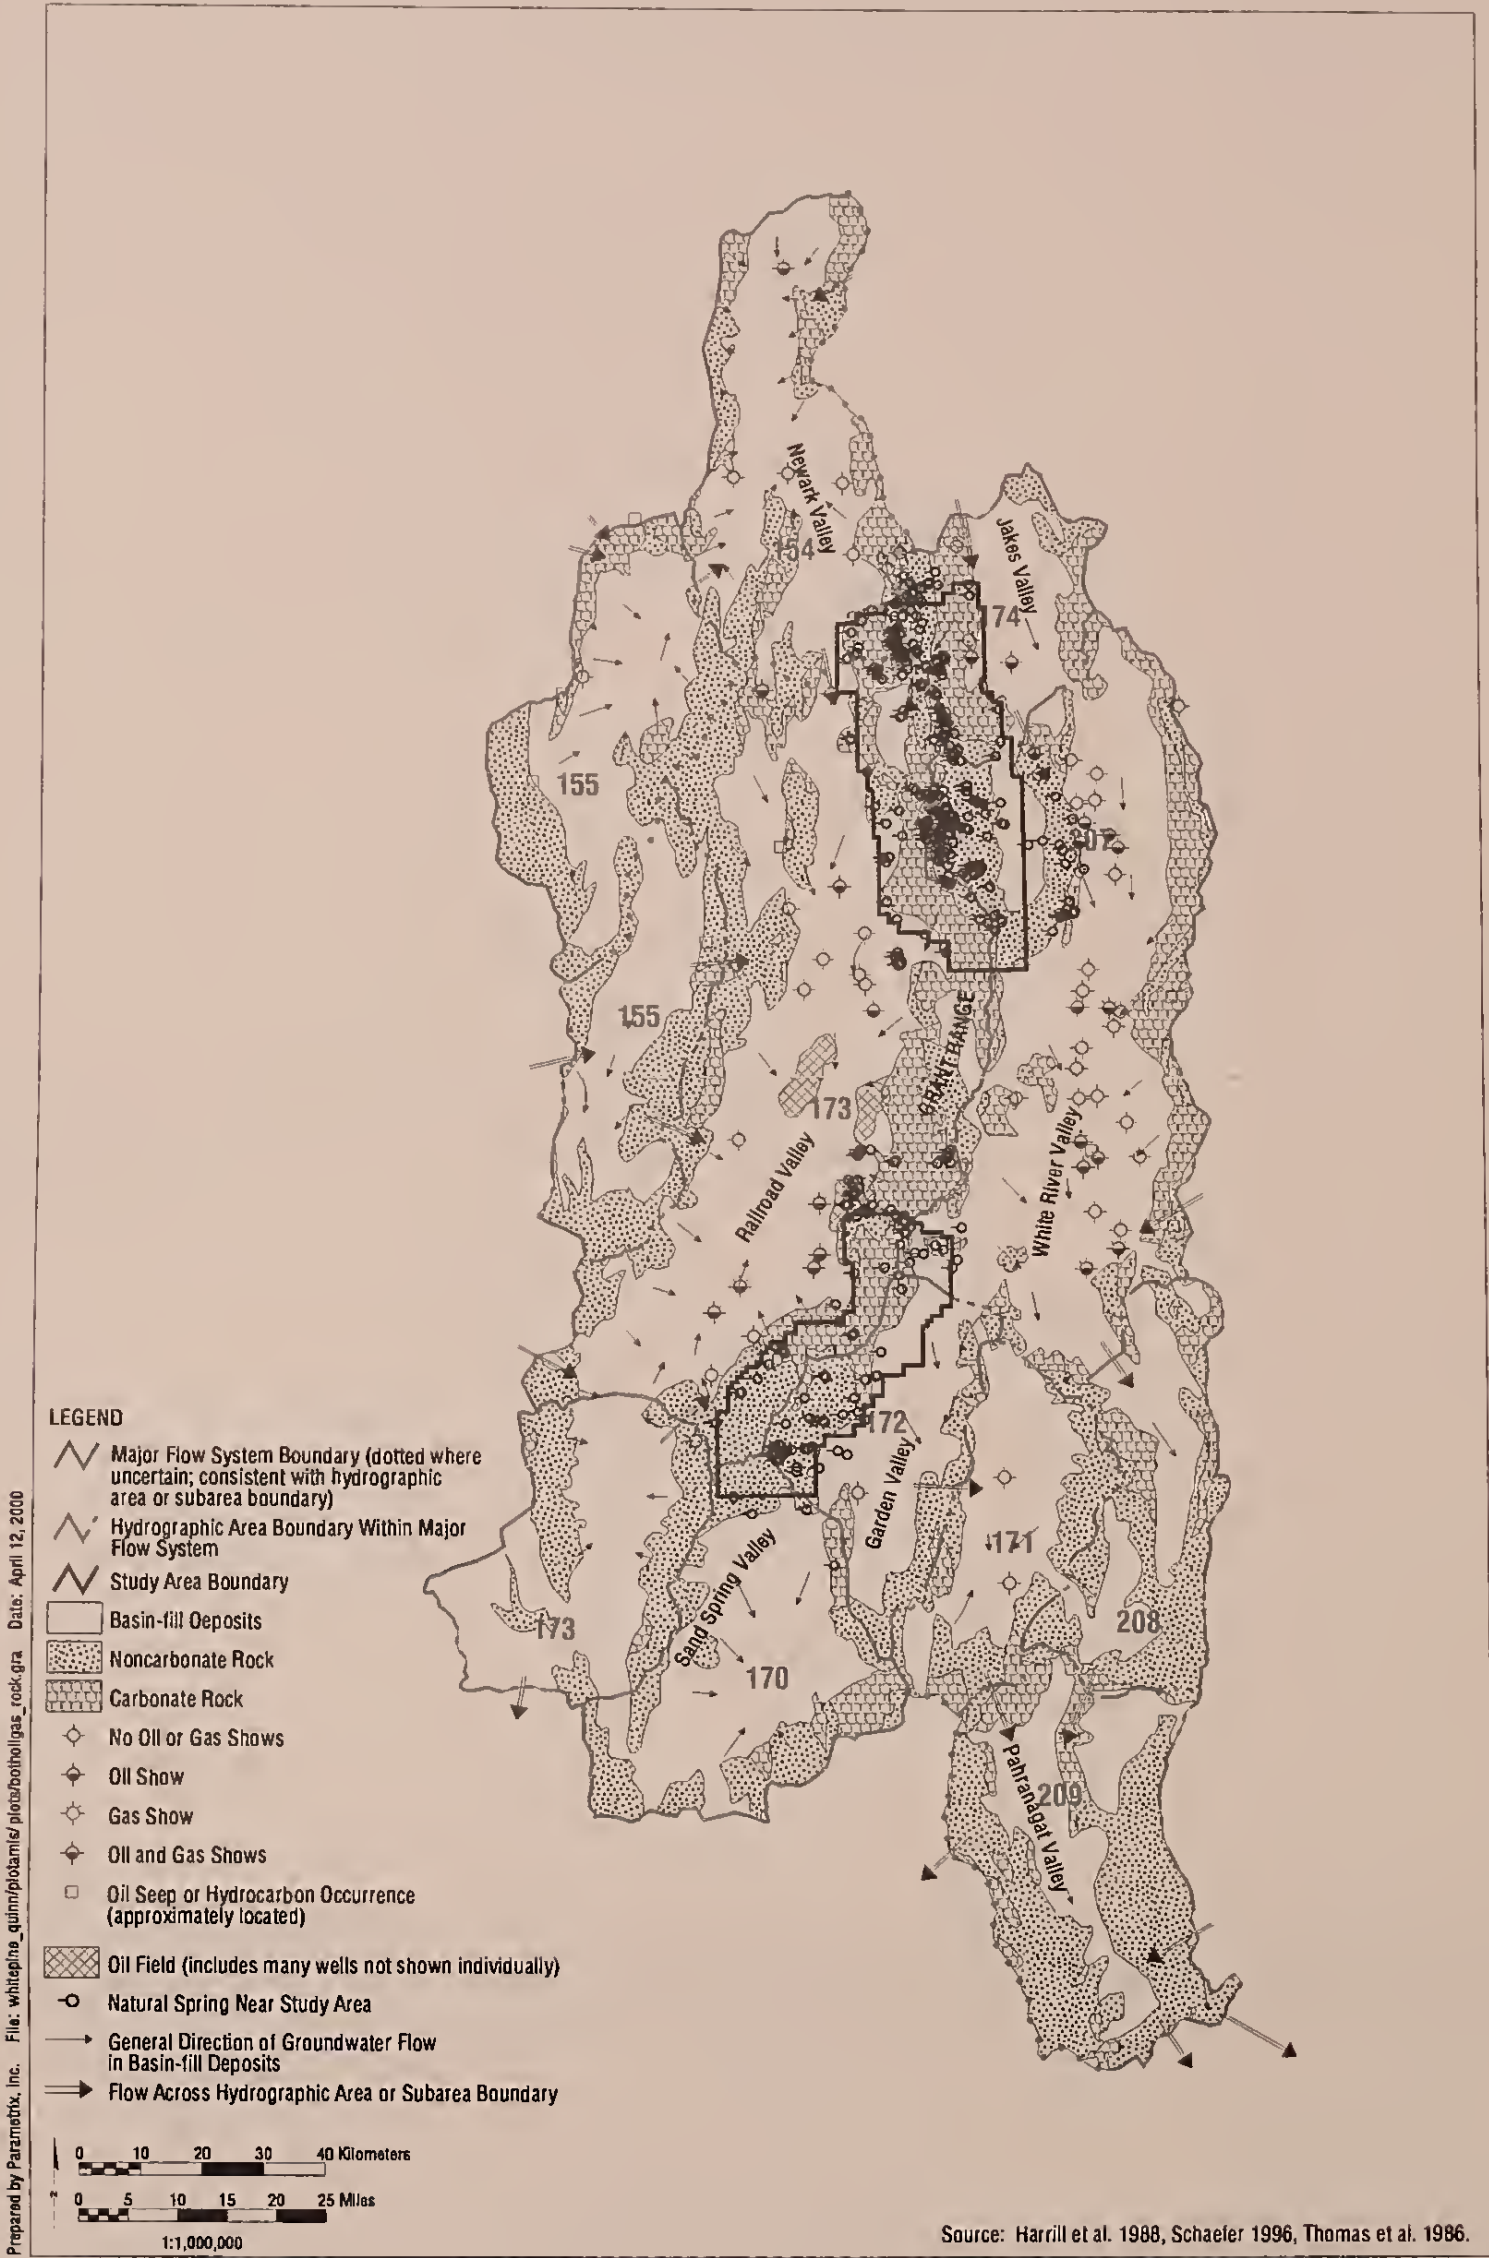 Newark Valley
154
Jakes Valley
174
155
207
155
GRANT RANGE
173
Railroad Valley
White River Valley
172
Garden Valley
171
Sand Spring Valley
173
170
208
Pahranagat Valley
209
LEGEND
Major Flow System Boundary (dotted where
uncertain; consistent with hydrographic
area or subarea boundary)
Hydrographic Area Boundary Within Major
Flow System
Study Area Boundary
Basin-fill Deposits
Noncarbonate Rock
Carbonate Rock
No Oil or Gas Shows
Oil Show
Gas Show
Oil and Gas Shows
Oil Seep or Hydrocarbon Occurrence
(approximately located)
Oil Field (includes many wells not shown individually)
Natural Spring Near Study Area
General Direction of Groundwater Flow
in Basin-fill Deposits
Flow Across Hydrographic Area or Subarea Boundary
N
0 10 20 30 40 Kilometers
0 5 10 15 20 25 Miles
1:1,000,000
Source: Harrill et al. 1988, Schaefer 1996, Thomas et al. 1986.
Prepared by Parametrix, Inc. File: whitepine_quinn/plotamls/plots/bothoilgas_rock.gra Date: April 12, 2000